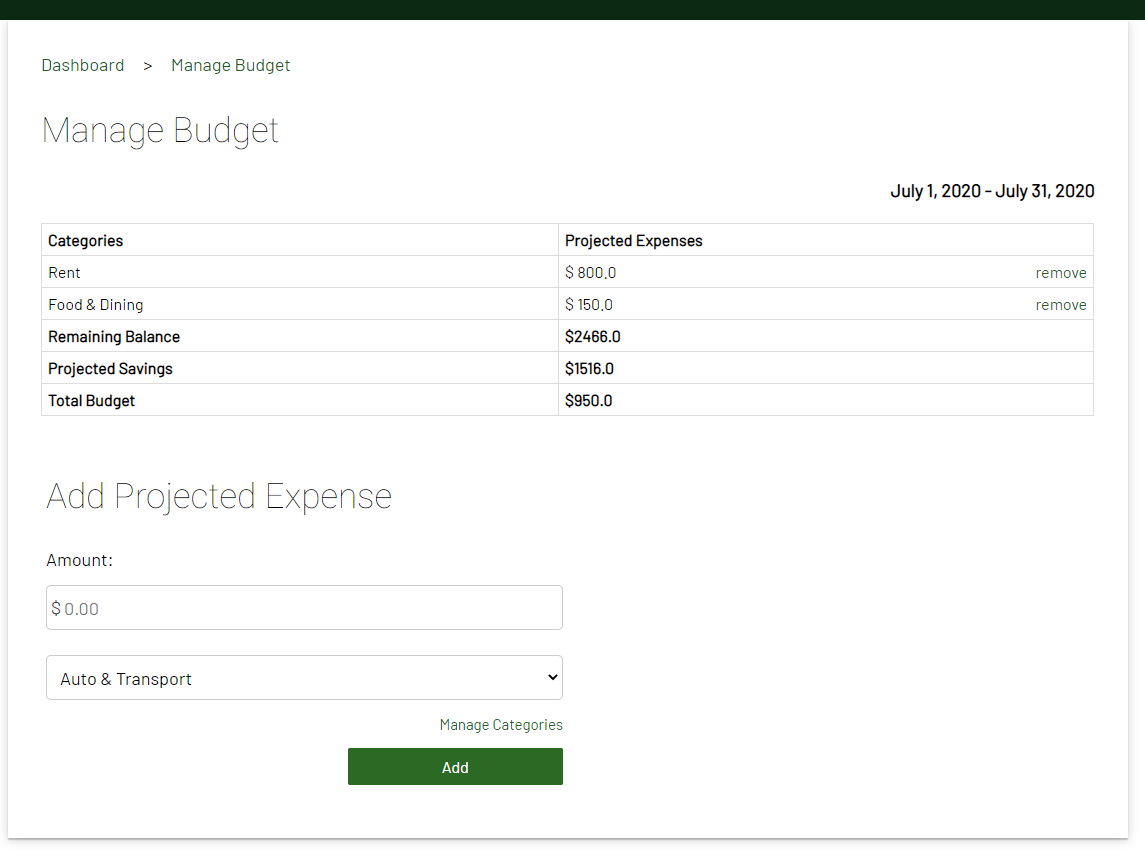 Dashboard > Manage Budget
Manage Budget
July 1, 2020 - July 31, 2020
Categories Projected Expenses
Rent $ 800.0 remove
Food & Dining $ 150.0 remove
Remaining Balance $2466.0
Projected Savings $1516.0
Total Budget $950.0
Add Projected Expense
Amount:
$ 0.00
Auto & Transport
Manage Categories
Add